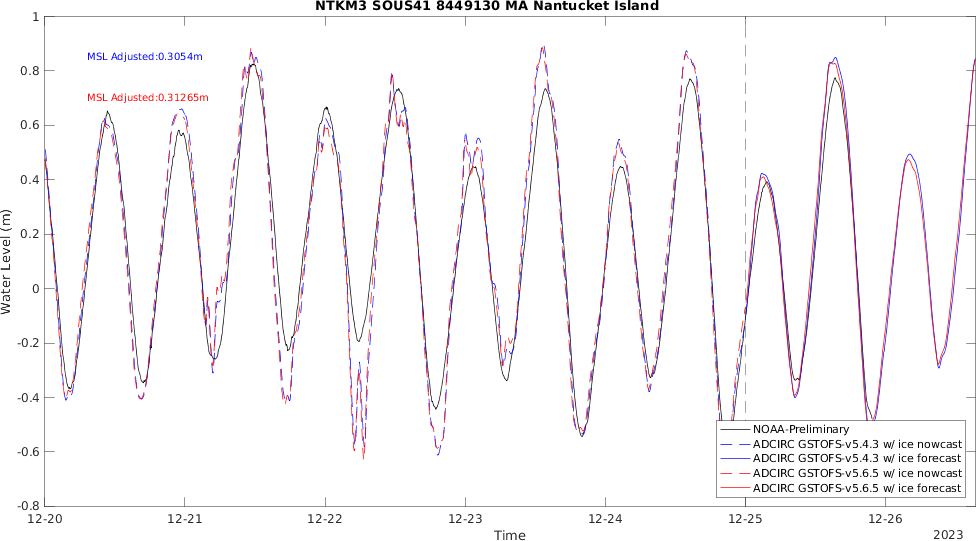 NTKM3 SOUS41 8449130 MA Nantucket Island
MSL Adjusted:0.3054m
MSL Adjusted:0.31265m
Water Level (m)
1
0.8
0.6
0.4
0.2
0
-0.2
-0.4
-0.6
-0.8
NOAA-Preliminary
ADCIRC GSTOFS-v5.4.3 w/ ice nowcast
ADCIRC GSTOFS-v5.4.3 w/ ice forecast
ADCIRC GSTOFS-v5.6.5 w/ ice nowcast
ADCIRC GSTOFS-v5.6.5 w/ ice forecast
12-20 12-21 12-22 12-23 12-24 12-25 12-26
Time
2023